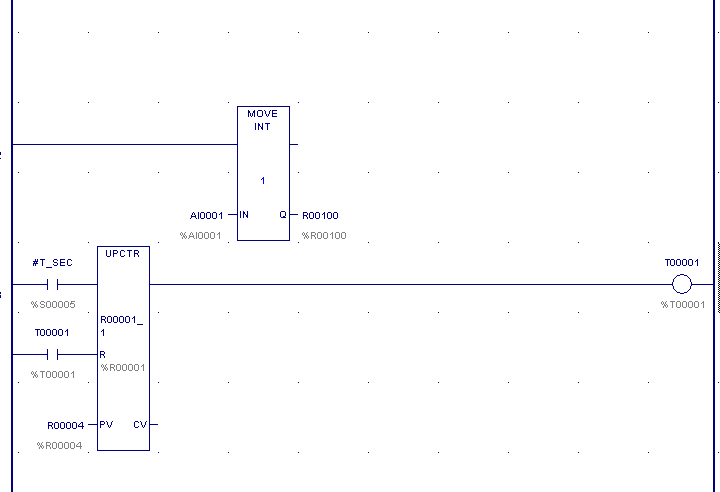 MOVE
INT
1
AI0001 IN Q R00100
%AI0001 %R00100
UPCTR
#T_SEC T00001
%S00005 %T00001
R00001_
1
T00001
R
%R00001
%T00001
R00004 PV CV
%R00004